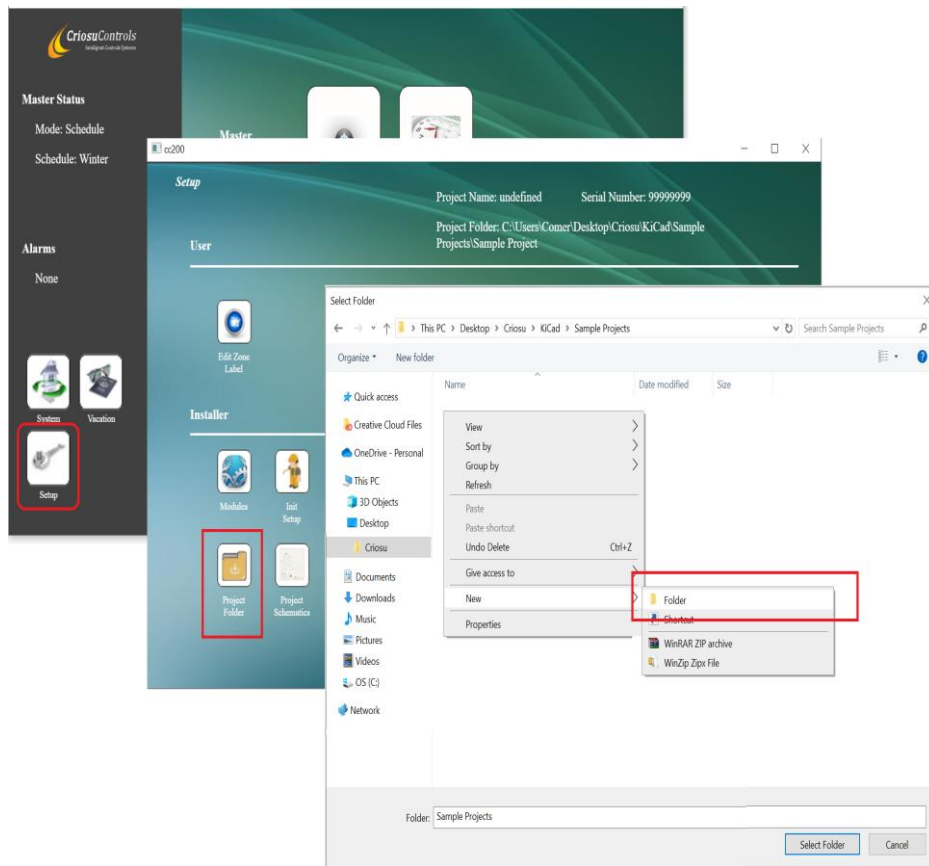 CriosuControls
Intelligent Controls Systems
Master Status
Mode: Schedule
Schedule: Winter
Alarms
None
System
Vacation
Setup
Master
cc200
Setup
Project Name: undefined
Serial Number: 99999999
Project Folder: C:\Users\Comer\Desktop\Criosu\KiCad\Sample
Projects\Sample Project
User
Edit Zone
Label
Installer
Modules
Init
Setup
Project
Folder
Project
Schematics
Select Folder
This PC > Desktop > Criosu > KiCad > Sample Projects
Search Sample Projects
Organize
New folder
Name
Date modified
Size
Quick access
Creative Cloud Files
OneDrive - Personal
This PC
3D Objects
Desktop
Criosu
Documents
Downloads
Music
Pictures
Videos
OS (C:)
Network
View
Sort by
Group by
Refresh
Paste
Paste shortcut
Undo Delete Ctrl+Z
Give access to
New
Properties
Folder
Shortcut
WinRAR ZIP archive
WinZip Zipx File
Folder: Sample Projects
Select Folder
Cancel